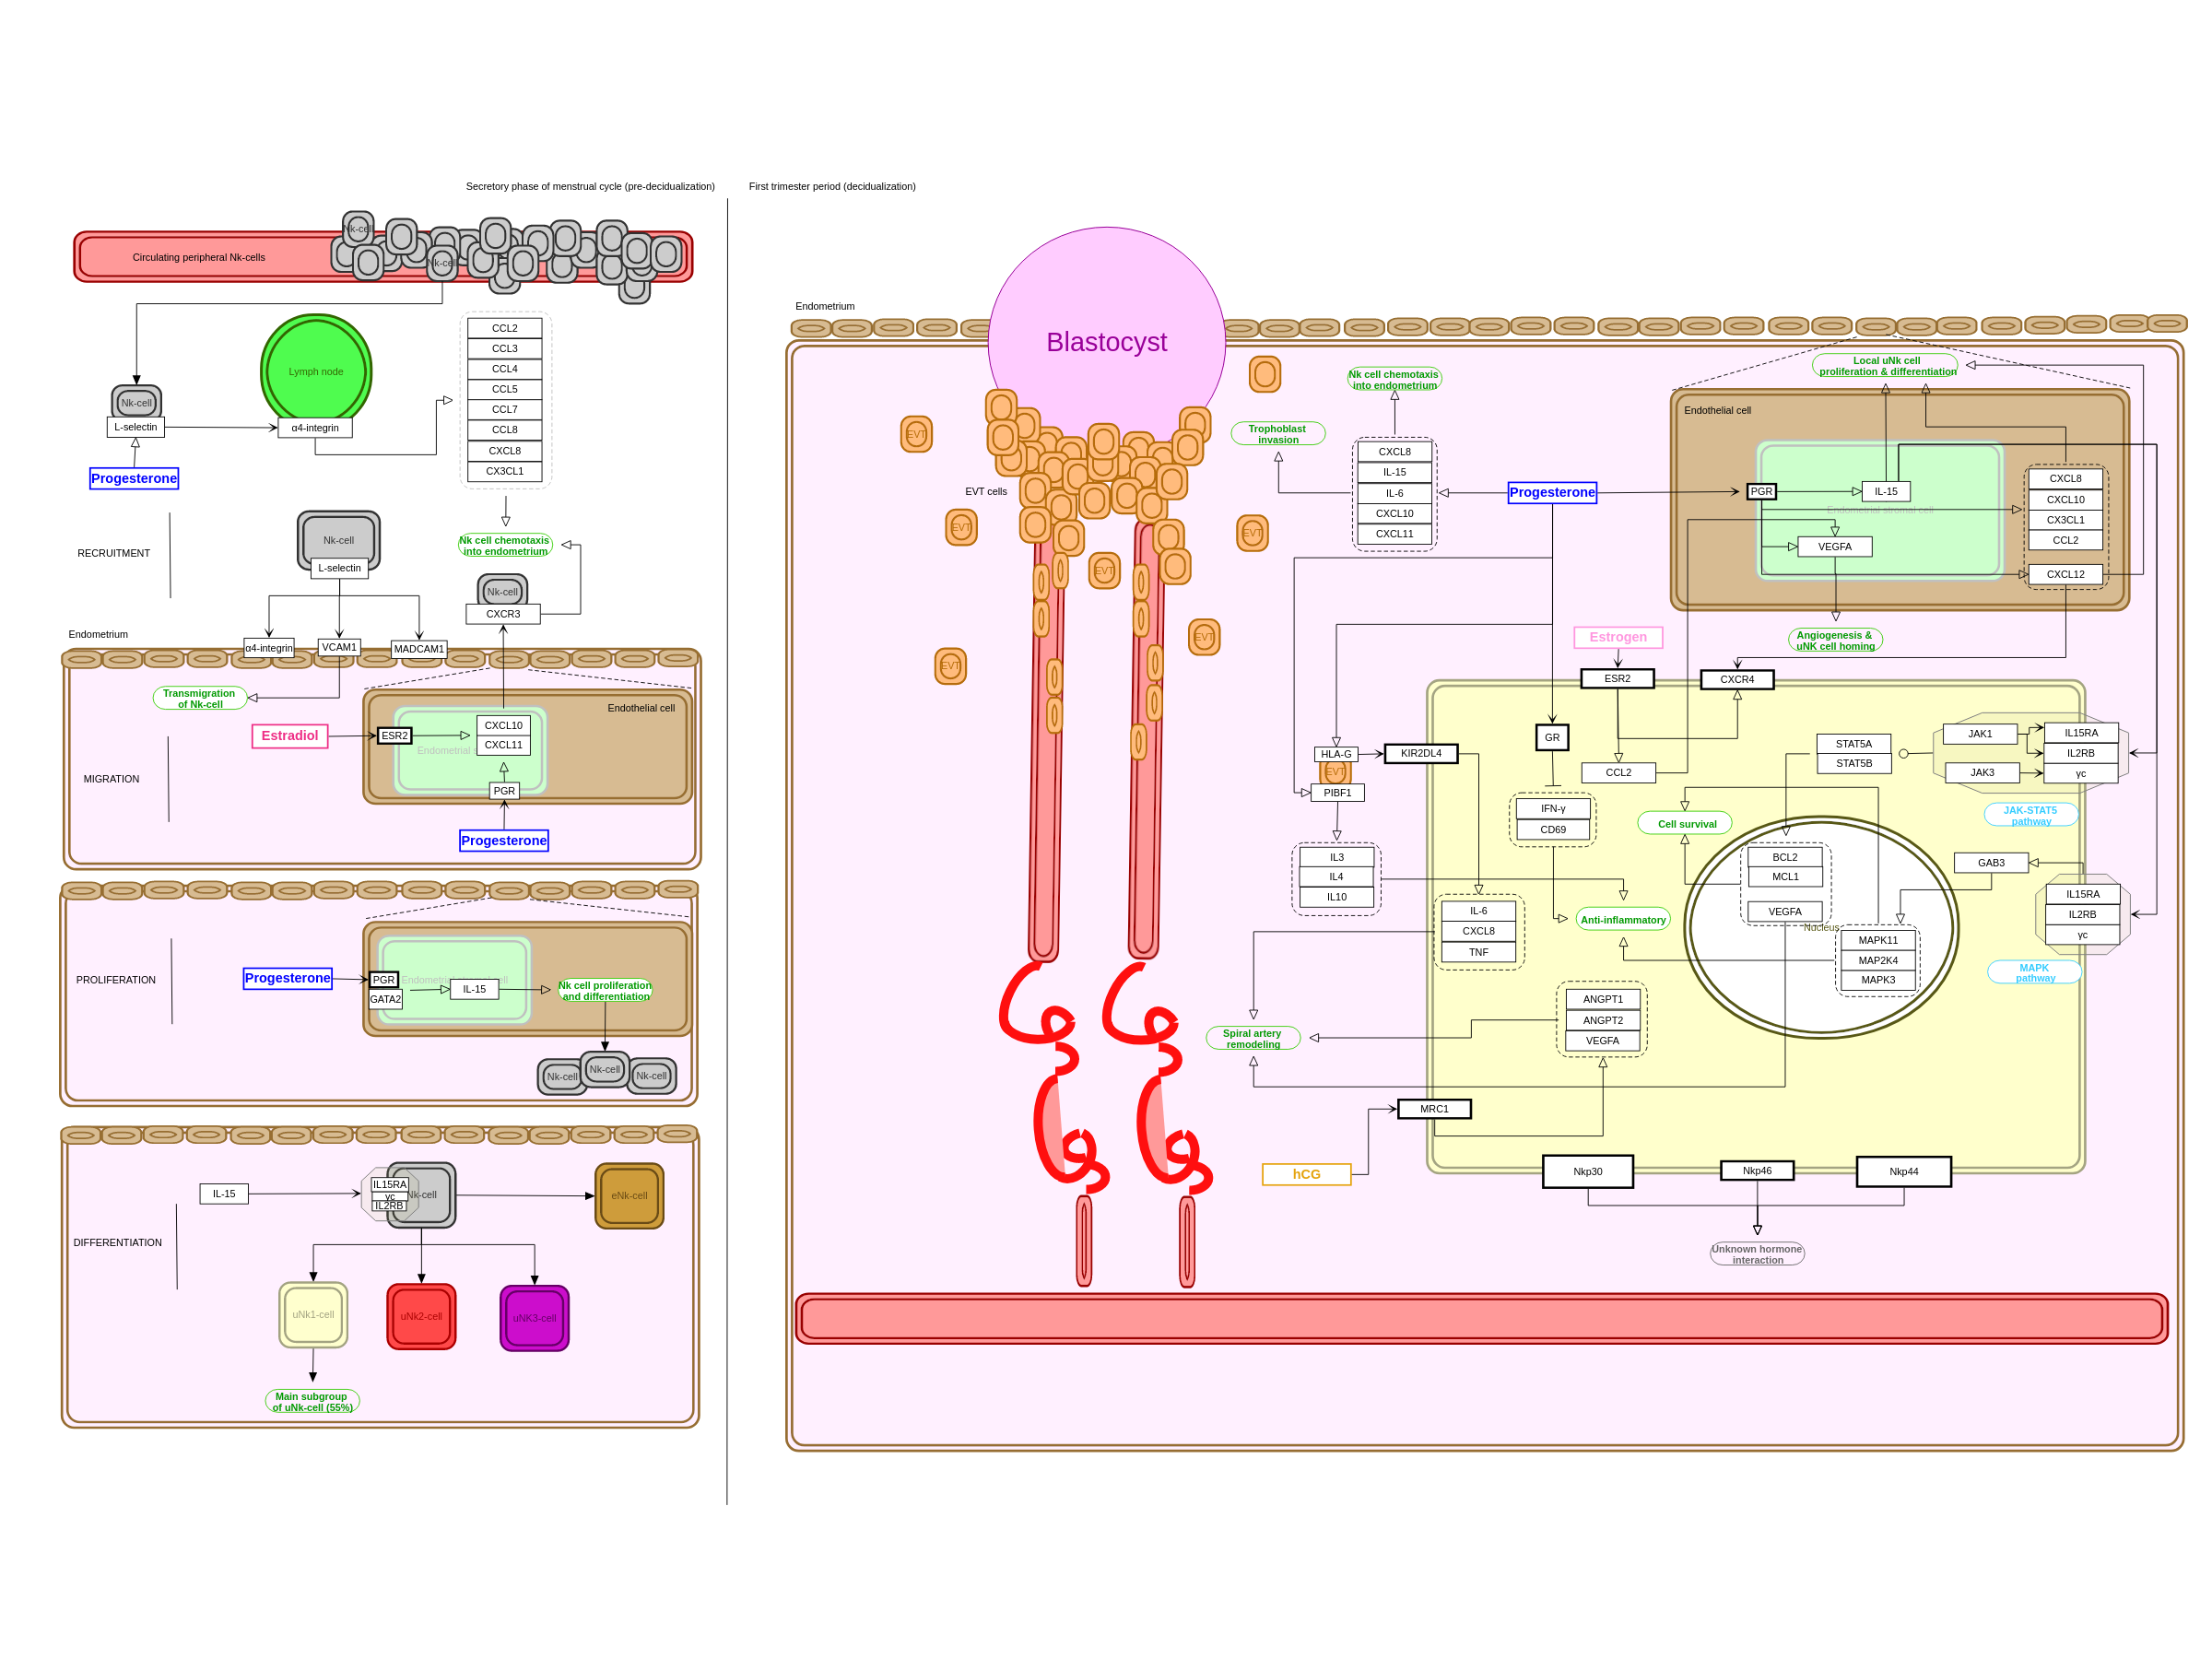 Secretory phase of menstrual cycle (pre-decidualization)
First trimester period (decidualization)
Nk-cell
Circulating peripheral Nk-cells
Nk-cell
Lymph node
Nk-cell
L-selectin
α4-integrin
Progesterone
CCL2
CCL3
CCL4
CCL5
CCL7
CCL8
CXCL8
CX3CL1
Nk cell chemotaxis
into endometrium
RECRUITMENT
Nk-cell
L-selectin
Nk-cell
CXCR3
Endometrium
α4-integrin
VCAM1
MADCAM1
Transmigration
of Nk-cell
Endothelial cell
Estradiol
ESR2
CXCL10
CXCL11
Endometrial s
PGR
Progesterone
MIGRATION
PROLIFERATION
Progesterone
PGR
GATA2
IL-15
Nk cell proliferation
and differentiation
Nk-cell
Nk-cell
Nk-cell
DIFFERENTIATION
IL-15
IL15RA
γc
IL2RB
Nk-cell
eNk-cell
uNk1-cell
uNk2-cell
uNK3-cell
Main subgroup
of uNk-cell (55%)
Endometrium
Blastocyst
EVT
EVT cells
EVT
EVT
EVT
EVT
EVT
Nk cell chemotaxis
into endometrium
Trophoblast
invasion
CXCL8
IL-15
IL-6
CXCL10
CXCL11
Progesterone
Local uNk cell
proliferation & differentiation
Endothelial cell
PGR
IL-15
Endometrial stromal cell
VEGFA
CXCL8
CXCL10
CX3CL1
CCL2
CXCL12
Angiogenesis &
uNK cell homing
Estrogen
ESR2
CXCR4
GR
HLA-G
EVT
PIBF1
KIR2DL4
CCL2
IFN-γ
CD69
STAT5A
STAT5B
JAK1
JAK3
IL15RA
IL2RB
γc
JAK-STAT5
pathway
Cell survival
IL3
IL4
IL10
BCL2
MCL1
VEGFA
Nucleus
GAB3
IL15RA
IL2RB
γc
MAPK
pathway
MAPK11
MAP2K4
MAPK3
Anti-inflammatory
IL-6
CXCL8
TNF
ANGPT1
ANGPT2
VEGFA
Spiral artery
remodeling
MRC1
hCG
Nkp30
Nkp46
Nkp44
Unknown hormone
interaction